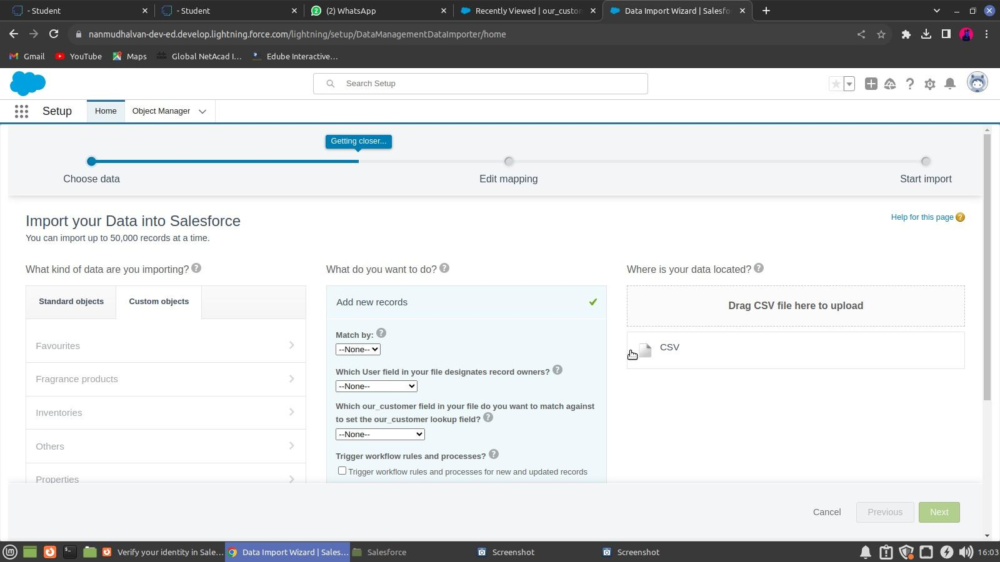 - Student
- Student
(2) WhatsApp
Recently Viewed | our_custom
Data Import Wizard | Salesfo
nanmudhalvan-dev-ed.develop.lightning.force.com/lightning/setup/DataManagementDataImporter/home
Gmail
YouTube
Maps
Global NetAcad I...
Edube Interactive...
Search Setup
Setup
Home
Object Manager
Getting closer...
Choose data
Edit mapping
Start import
Import your Data into Salesforce
Help for this page
You can import up to 50,000 records at a time.
What kind of data are you importing?
Standard objects
Custom objects
Favourites
Fragrance products
Inventories
Others
Properties
What do you want to do?
Add new records
Match by:
--None--
Which User field in your file designates record owners?
--None--
Which our_customer field in your file do you want to match against
to set the our_customer lookup field?
--None--
Trigger workflow rules and processes?
Trigger workflow rules and processes for new and updated records
Where is your data located?
Drag CSV file here to upload
CSV
Cancel
Previous
Next
Verify your identity in Sale...
Data Import Wizard | Sales...
Salesforce
Screenshot
Screenshot
16:03